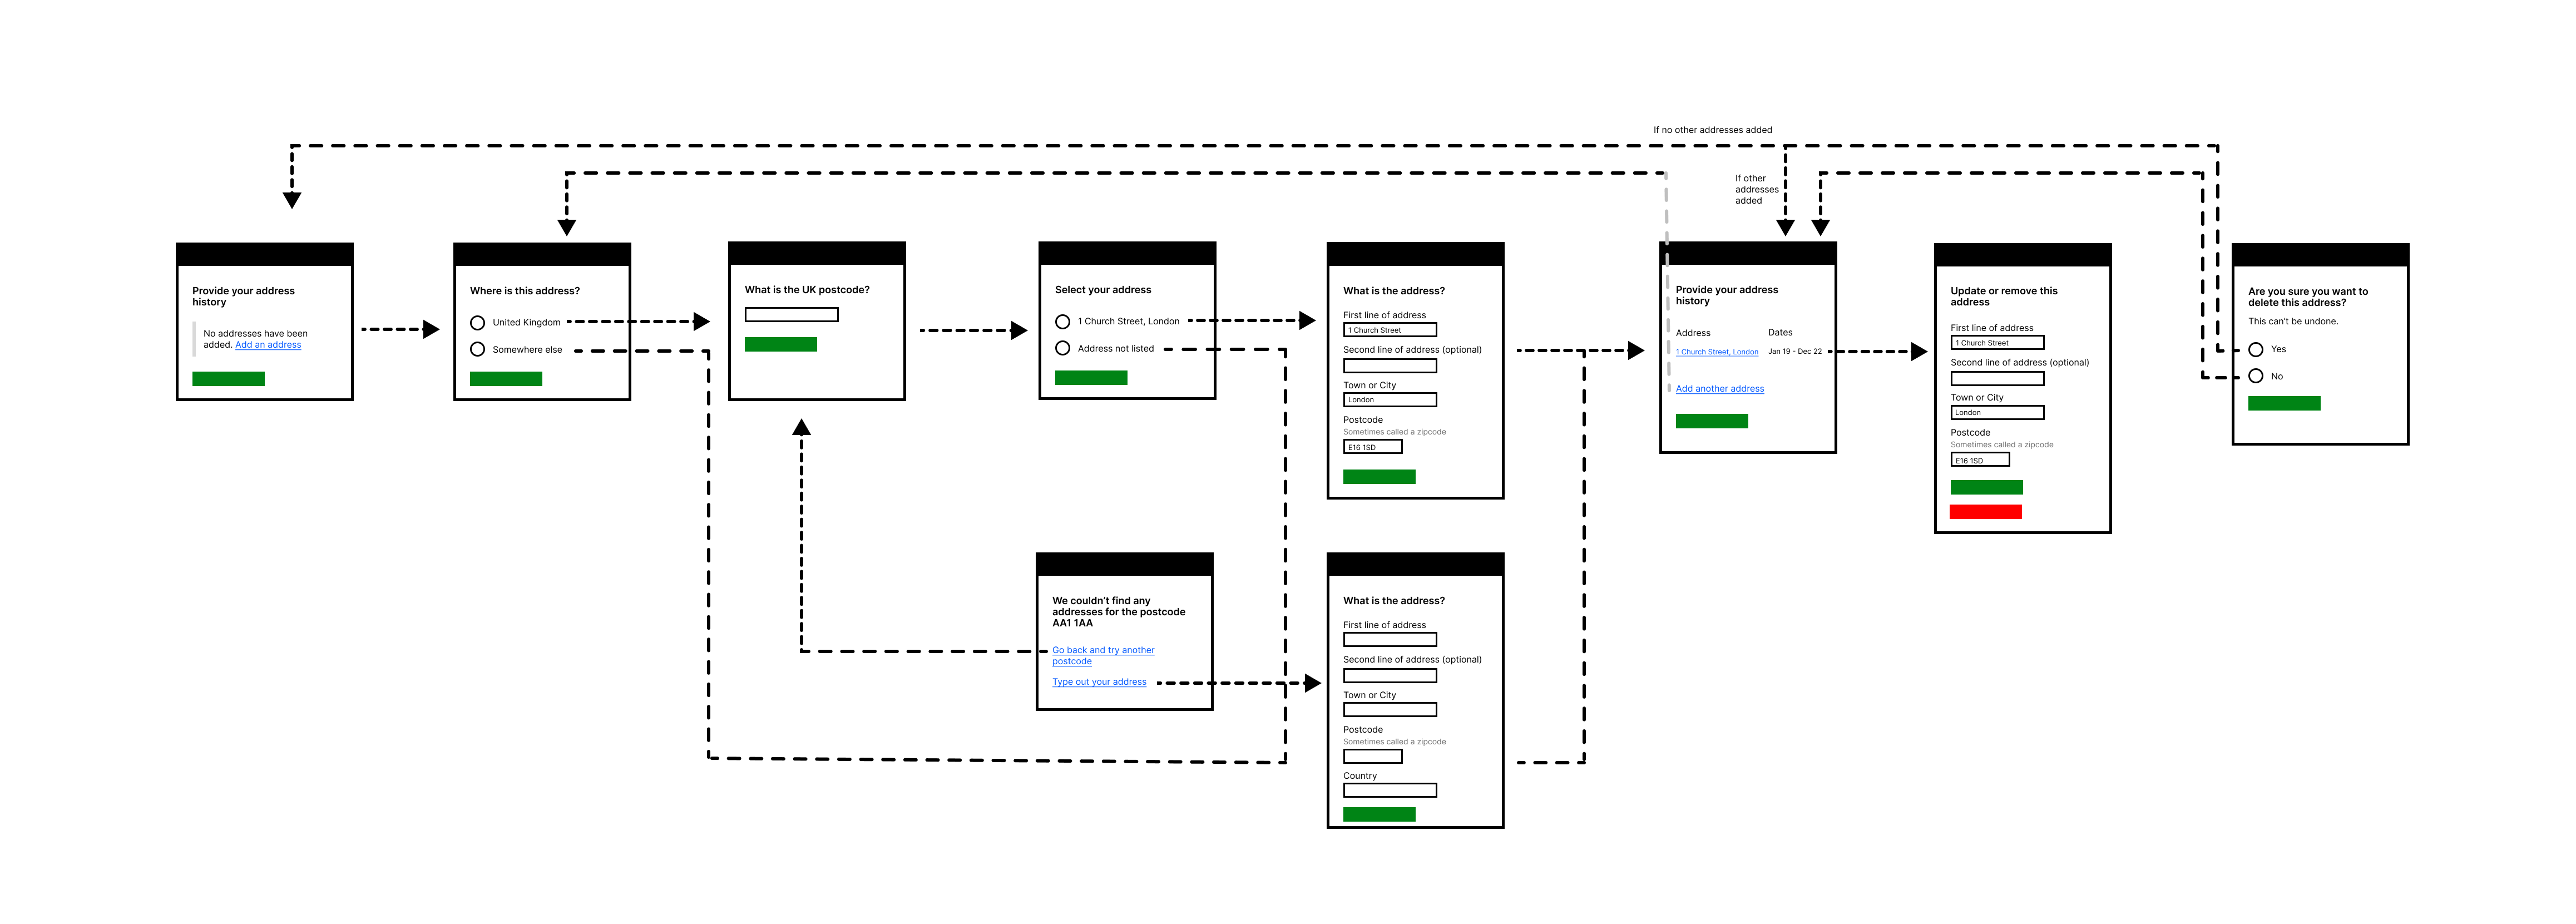 If no other addresses added
If other
addresses
added
Provide your address
history
No addresses have been
added. Add an address
Where is this address?
United Kingdom
Somewhere else
What is the UK postcode?
Select your address
1 Church Street, London
Address not listed
What is the address?
First line of address
1 Church Street
Second line of address (optional)
Town or City
London
Postcode
Sometimes called a zipcode
E16 1SD
Provide your address
history
Address
Dates
1 Church Street, London
Jan 19 - Dec 22
Add another address
Update or remove this
address
First line of address
1 Church Street
Second line of address (optional)
Town or City
London
Postcode
Sometimes called a zipcode
E16 1SD
Are you sure you want to
delete this address?
This can’t be undone.
Yes
No
We couldn’t find any
addresses for the postcode
AA1 1AA
Go back and try another
postcode
Type out your address
What is the address?
First line of address
Second line of address (optional)
Town or City
Postcode
Sometimes called a zipcode
Country